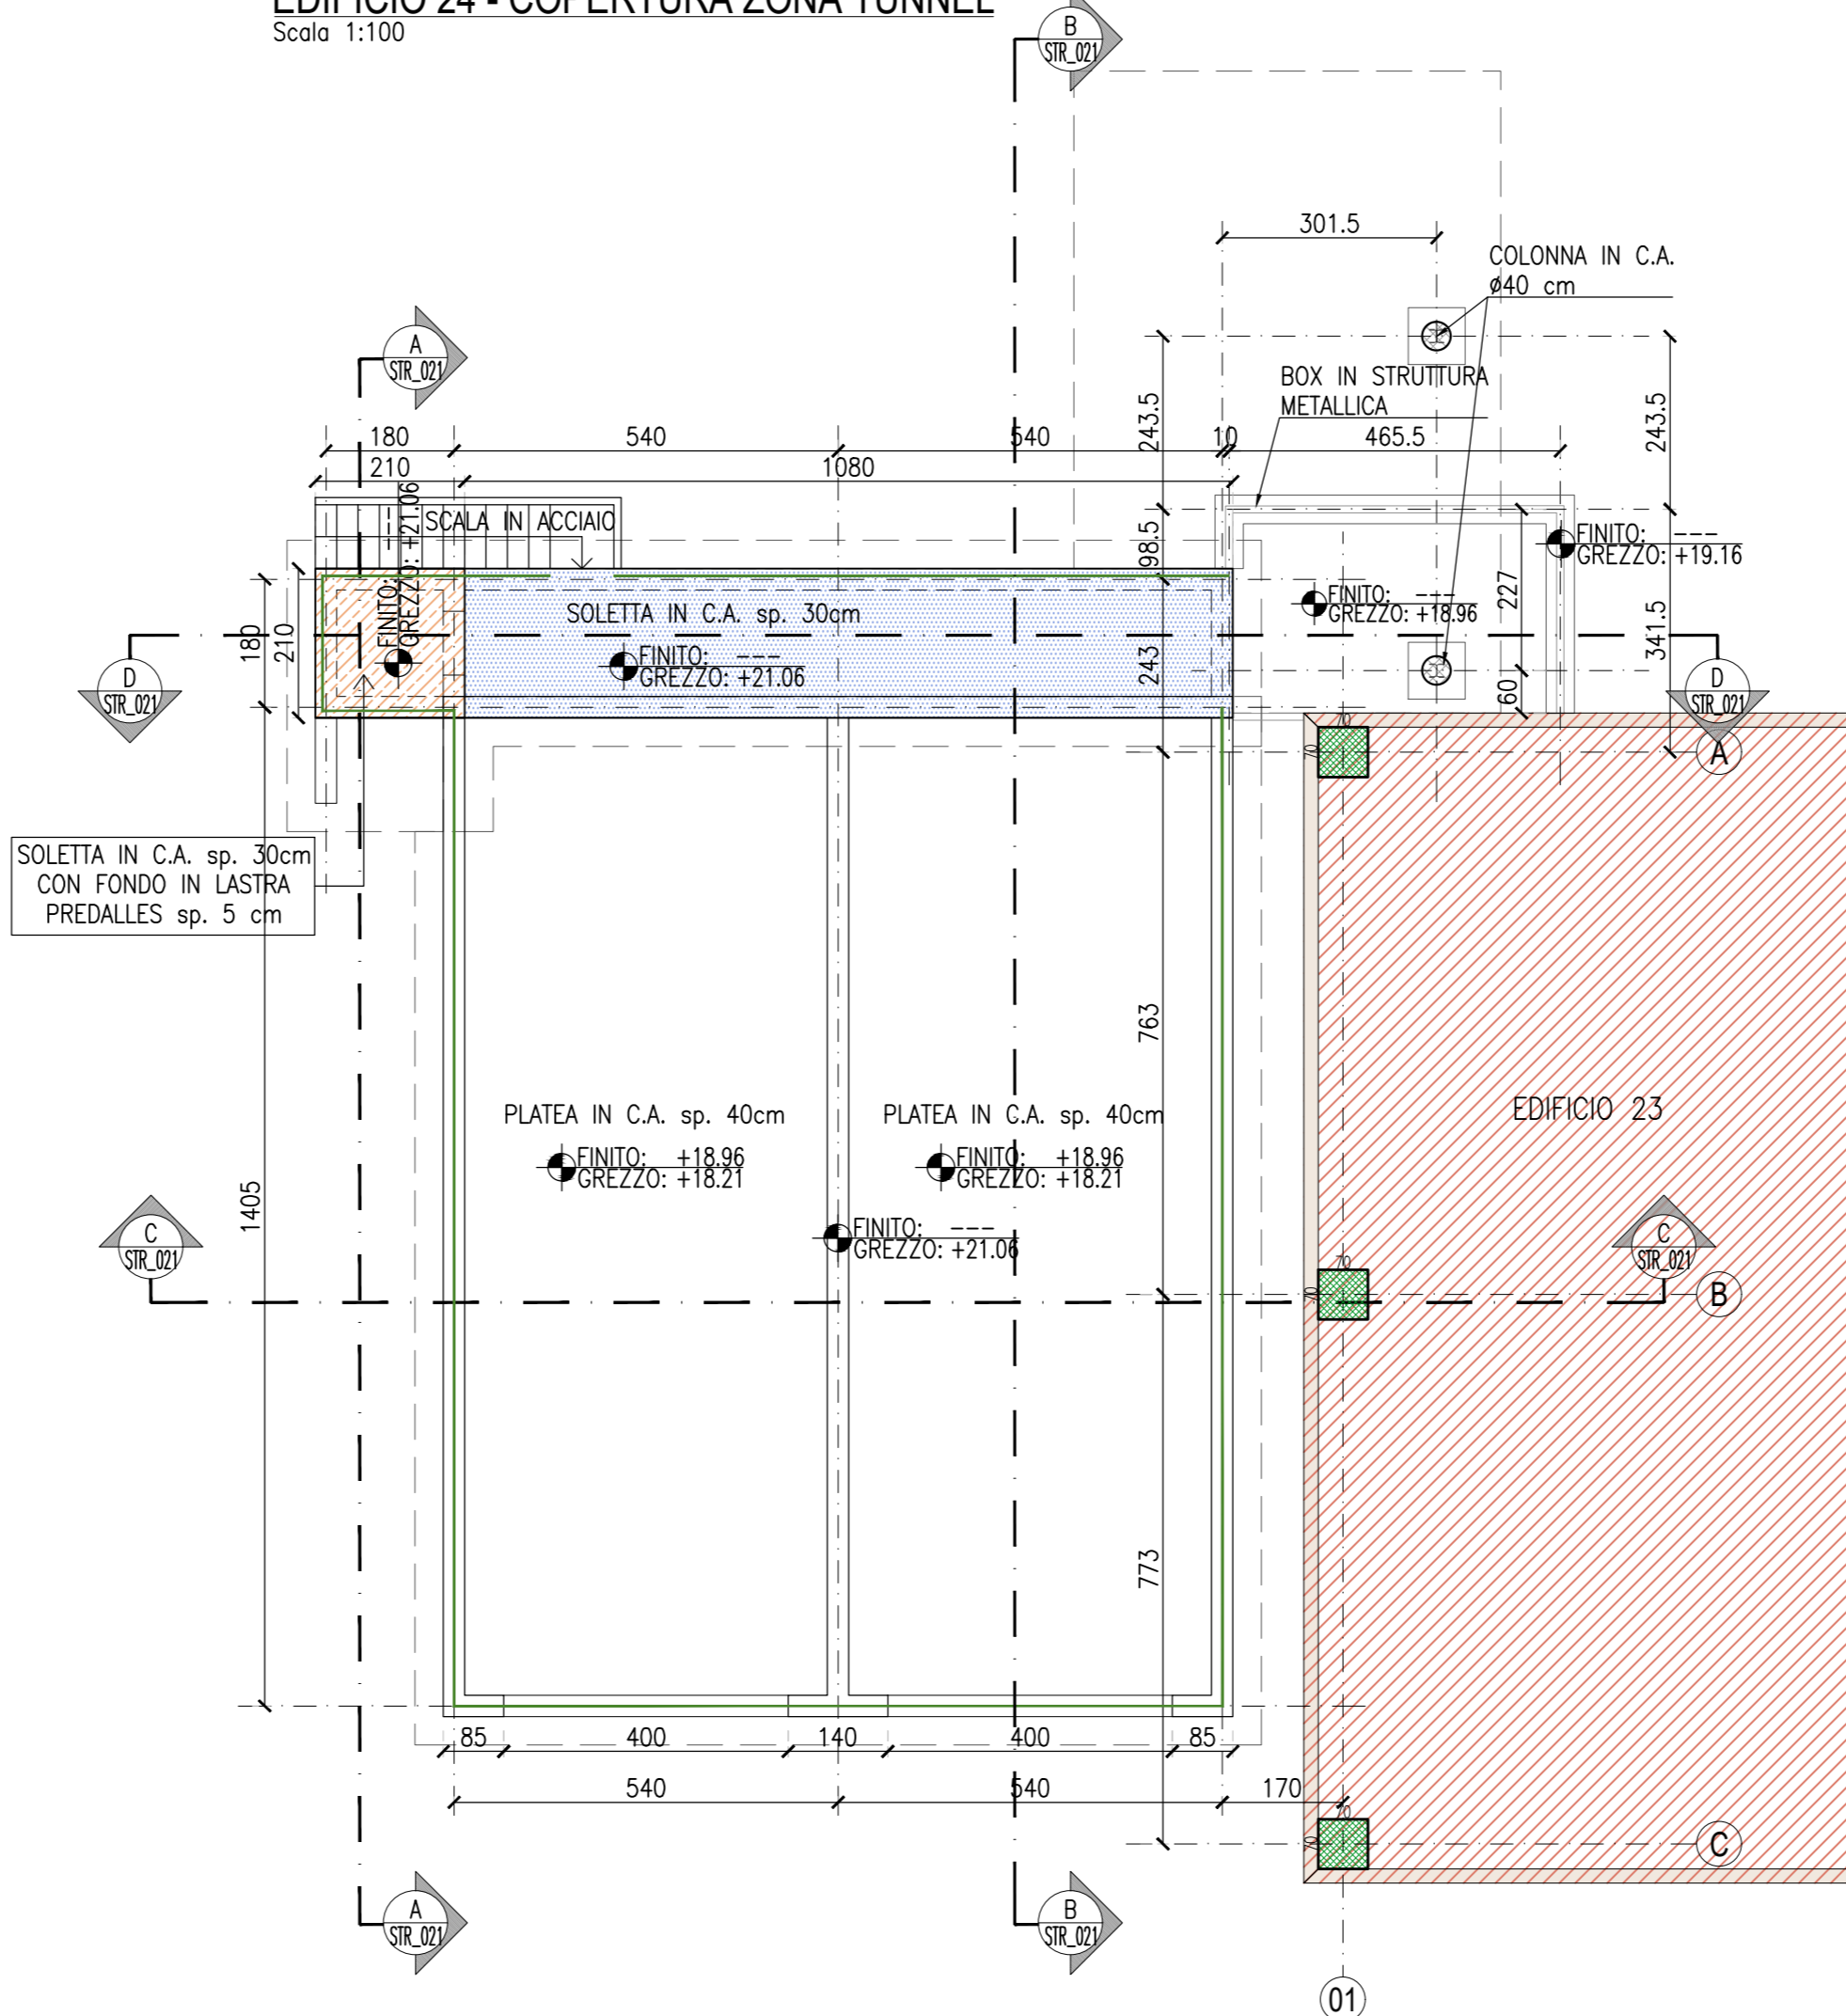 EDIFICIO 24 - COPERTURA ZONA TUNNEL
Scala 1:100
B
STR_021
301.5
COLONNA IN C.A.
ø40 cm
A
STR_021
BOX IN STRUTTURA
METALLICA
243.5
243.5
180
540
540
10
465.5
210
1080
SCALA IN ACCIAIO
FINITO: ---
GREZZO: +21.06
98.5
FINITO: ---
GREZZO: +19.16
227
FINITO: ---
GREZZO: +18.96
341.5
180
210
SOLETTA IN C.A. sp. 30cm
FINITO: ---
GREZZO: +21.06
243
60
D
STR_021
D
STR_021
70
70
A
SOLETTA IN C.A. sp. 30cm
CON FONDO IN LASTRA
PREDALLES sp. 5 cm
763
PLATEA IN C.A. sp. 40cm
FINITO: +18.96
GREZZO: +18.21
PLATEA IN C.A. sp. 40cm
FINITO: +18.96
GREZZO: +18.21
EDIFICIO 23
1405
FINITO: ---
GREZZO: +21.06
C
STR_021
C
STR_021
70
70
B
773
85
400
140
400
85
540
540
170
70
70
C
A
STR_021
B
STR_021
01